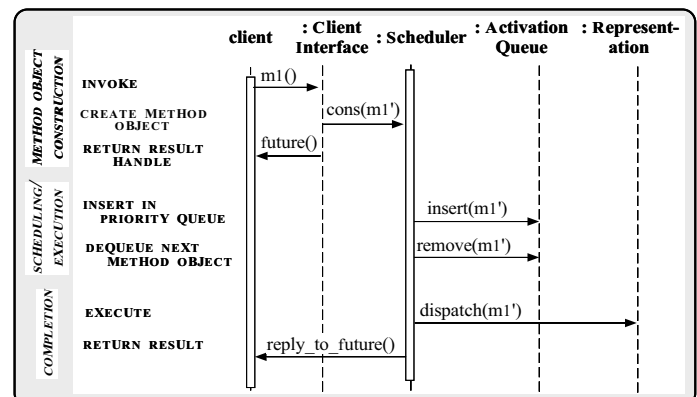 client
: Client
Interface
: Scheduler
: Activation
Queue
: Represent-
ation
METHOD OBJECT
CONSTRUCTION
INVOKE
m1()
CREATE METHOD
OBJECT
cons(m1')
RETURN RESULT
HANDLE
future()
SCHEDULING/
EXECUTION
INSERT IN
PRIORITY QUEUE
insert(m1')
DEQUEUE NEXT
METHOD OBJECT
remove(m1')
COMPLETION
EXECUTE
dispatch(m1')
RETURN RESULT
reply_to_future()